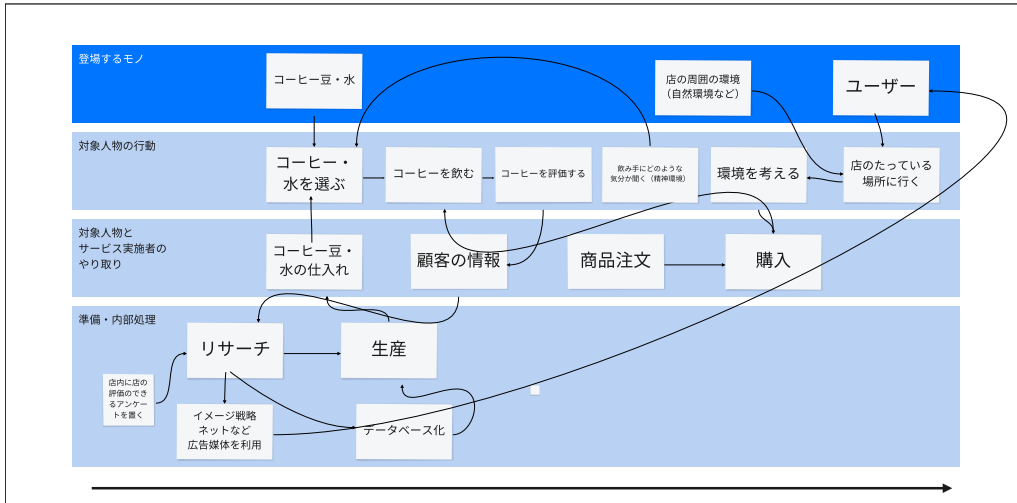 登場するモノ
コーヒー豆・水
店の周囲の環境
（自然環境など）
ユーザー
対象人物の行動
コーヒー・
水を選ぶ
コーヒーを飲む
コーヒーを評価する
飲み手にどのような
気分か聞く（精神環境）
環境を考える
店のたっている
場所に行く
対象人物と
サービス実施者の
やり取り
コーヒー豆・
水の仕入れ
顧客の情報
商品注文
購入
準備・内部処理
リサーチ
生産
店内に店の
評価のでき
るアンケー
トを置く
イメージ戦略
ネットなど
広告媒体を利用
データベース化